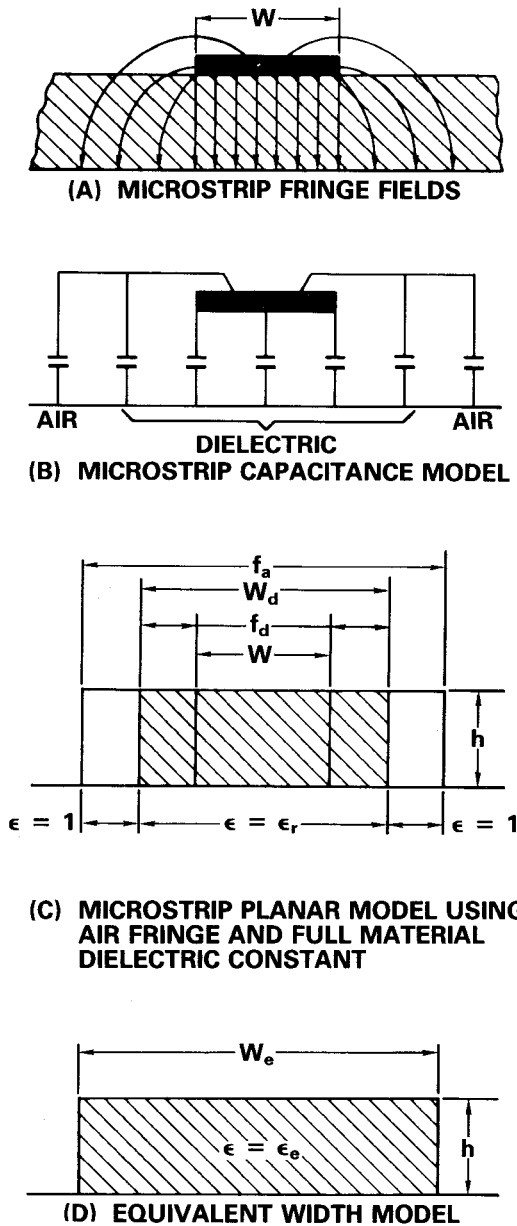 W
(A) MICROSTRIP FRINGE FIELDS
AIR
AIR
DIELECTRIC
(B) MICROSTRIP CAPACITANCE MODEL
fa
Wd
fd
W
h
ϵ = 1
ϵ = ϵr
ϵ = 1
(C) MICROSTRIP PLANAR MODEL USING
AIR FRINGE AND FULL MATERIAL
DIELECTRIC CONSTANT
We
ϵ = ϵe
h
(D) EQUIVALENT WIDTH MODEL